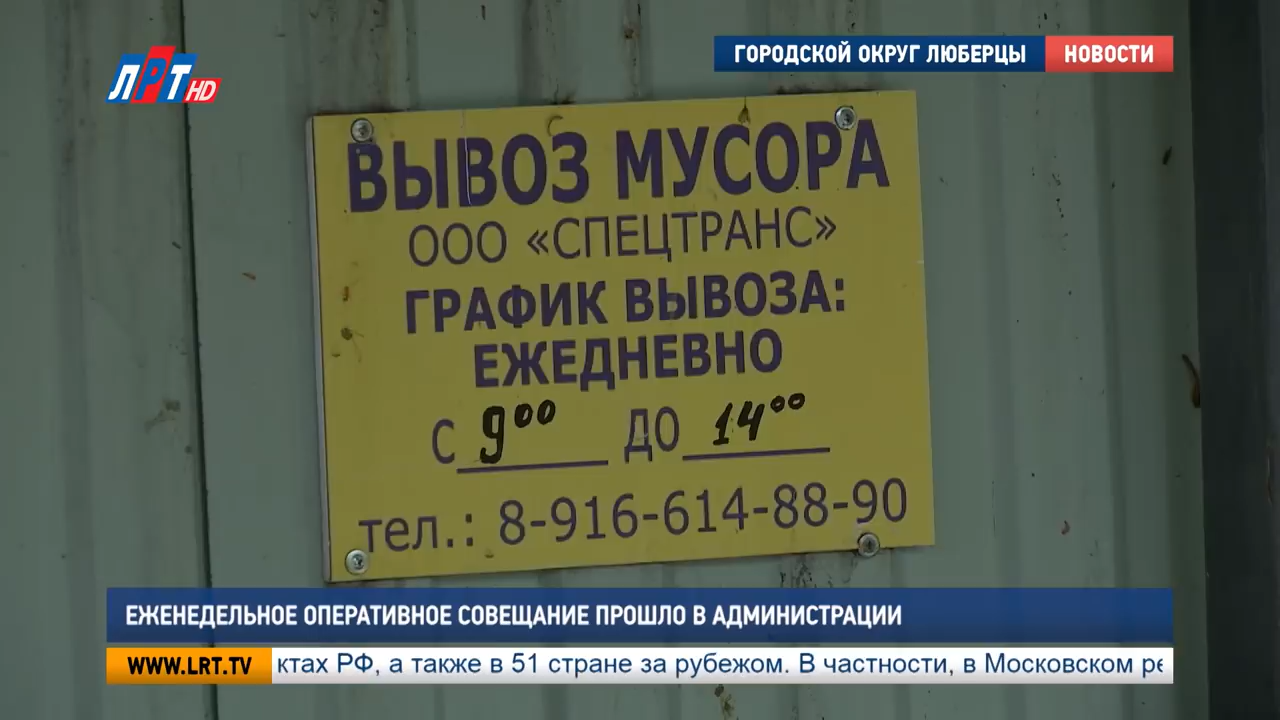 ЛРТ HD
ГОРОДСКОЙ ОКРУГ ЛЮБЕРЦЫ НОВОСТИ
ВЫВОЗ МУСОРА
ООО «СПЕЦТРАНС»
ГРАФИК ВЫВОЗА:
ЕЖЕДНЕВНО
С 9⁰⁰ ДО 14⁰⁰
тел.: 8-916-614-88-90
ЕЖЕНЕДЕЛЬНОЕ ОПЕРАТИВНОЕ СОВЕЩАНИЕ ПРОШЛО В АДМИНИСТРАЦИИ
WWW.LRT.TV ктах РФ, а также в 51 стране за рубежом. В частности, в Московском ре